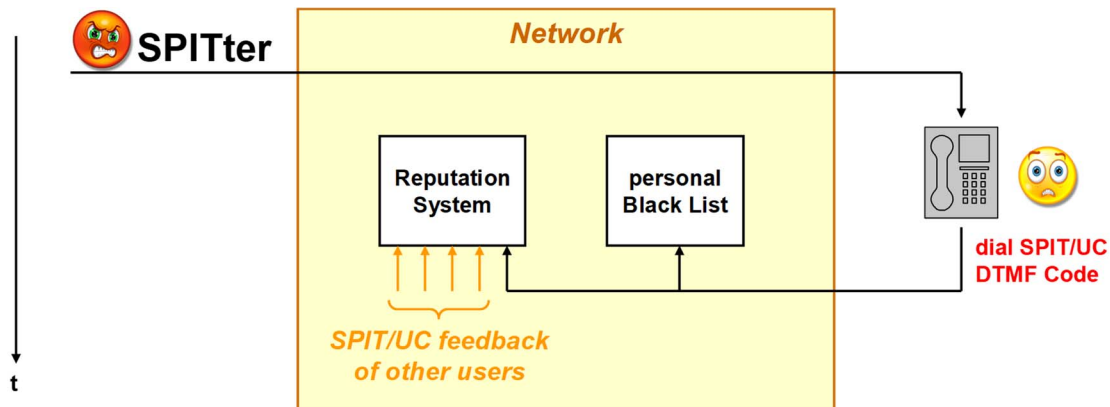 SPITter
Network
Reputation
System
personal
Black List
dial SPIT/UC
DTMF Code
SPIT/UC feedback
of other users
t